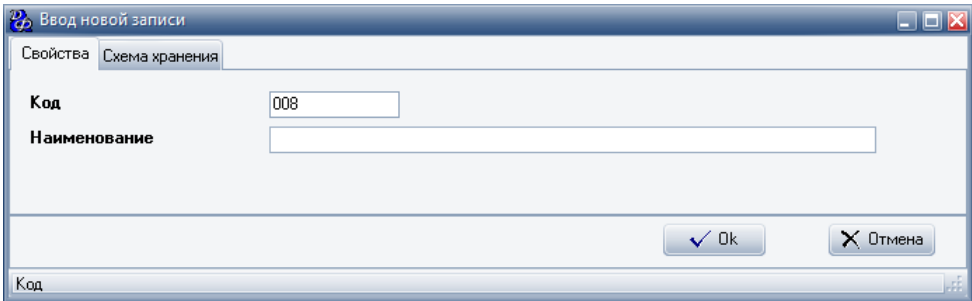 Ввод новой записи
Свойства Схема хранения
Код 008
Наименование
Ok Отмена
Код